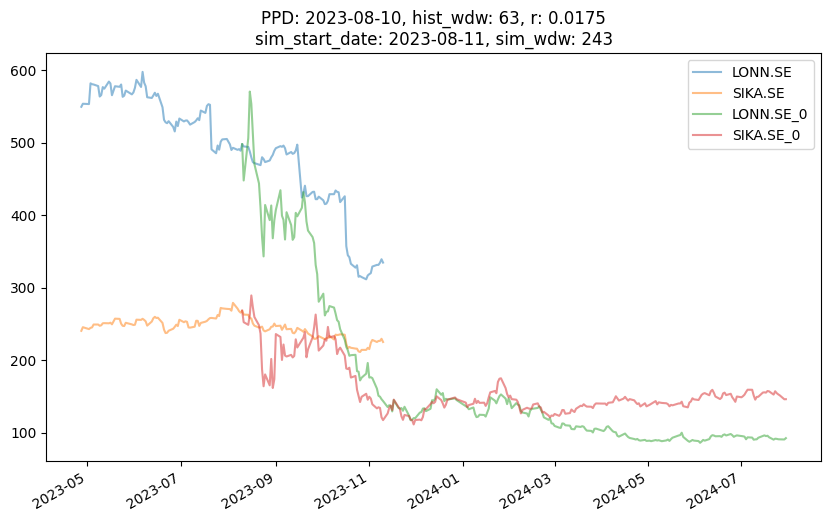 PPD: 2023-08-10, hist_wdw: 63, r: 0.0175
sim_start_date: 2023-08-11, sim_wdw: 243
LONN.SE
SIKA.SE
LONN.SE_0
SIKA.SE_0
600
500
400
300
200
100
2023-05
2023-07
2023-09
2023-11
2024-01
2024-03
2024-05
2024-07